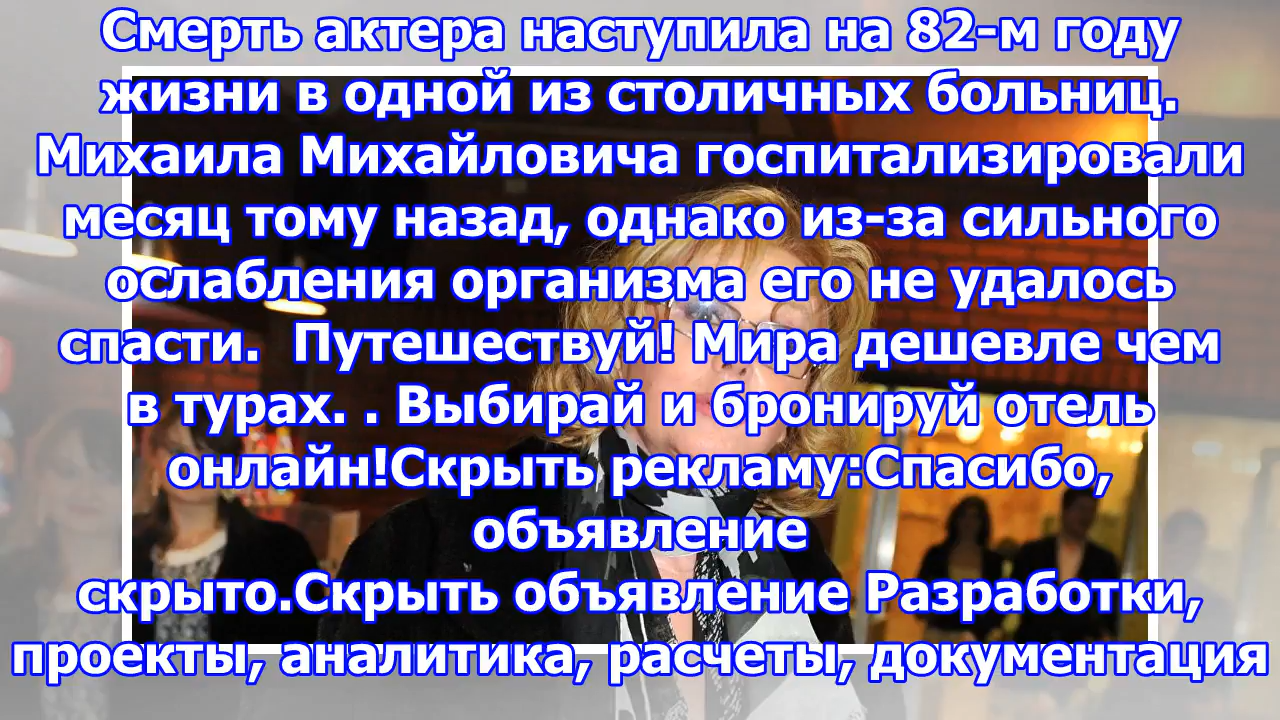 Смерть актера наступила на 82-м году
жизни в одной из столичных больниц.
Михаила Михайловича госпитализировали
месяц тому назад, однако из-за сильного
ослабления организма его не удалось
спасти.  Путешествуй! Мира дешевле чем
в турах. . Выбирай и бронируй отель
онлайн!Скрыть рекламу:Спасибо,
объявление
скрыто.Скрыть объявление Разработки,
проекты, аналитика, расчеты, документация